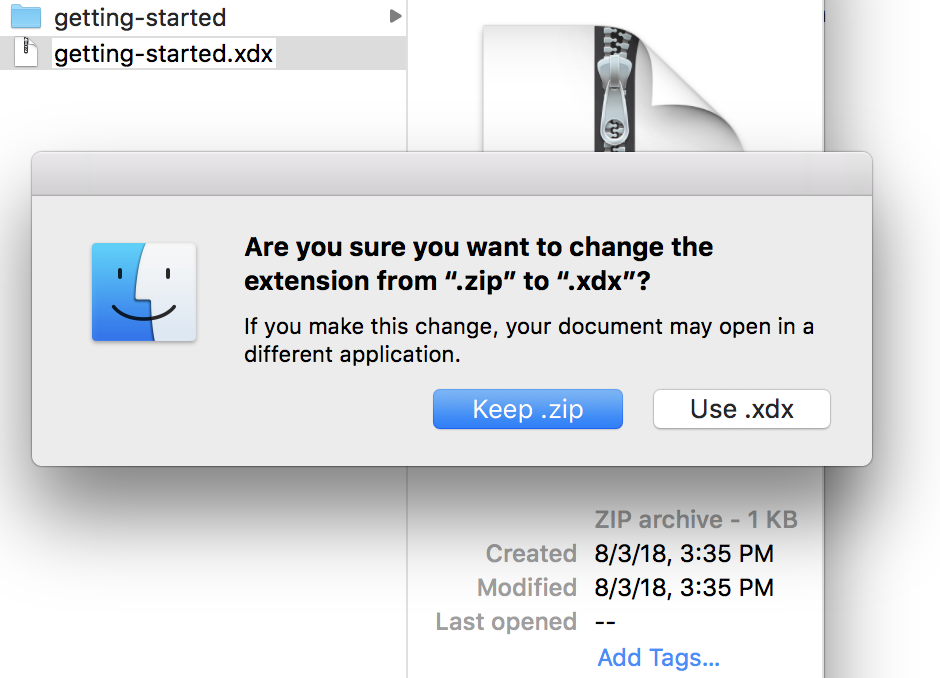 getting-started
getting-started.xdx
Are you sure you want to change the
extension from “.zip” to “.xdx”?
If you make this change, your document may open in a
different application.
Keep .zip
Use .xdx
ZIP archive - 1 KB
Created 8/3/18, 3:35 PM
Modified 8/3/18, 3:35 PM
Last opened --
Add Tags...